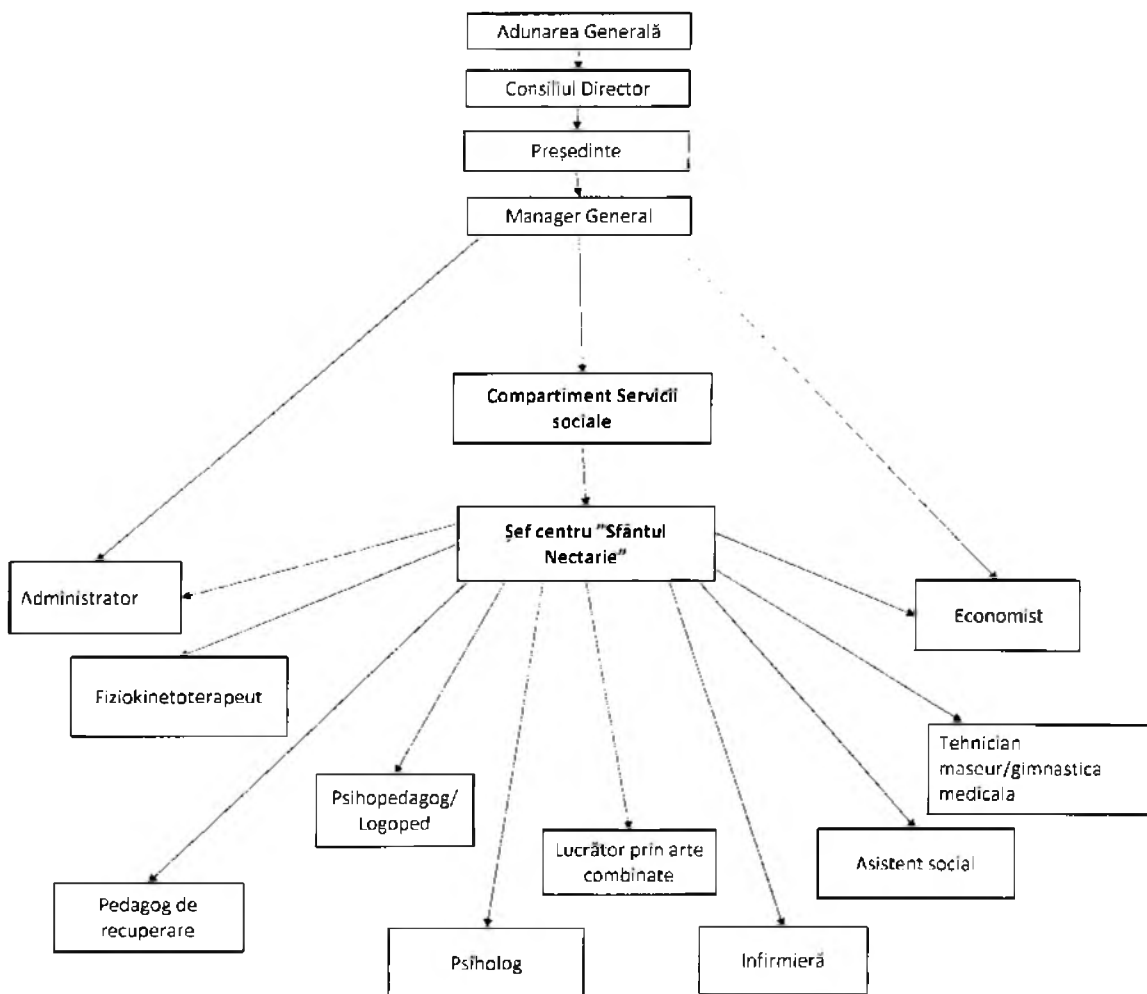 Adunarea Generală
Consiliul Director
Președinte
Manager General
Compartiment Servicii
sociale
Șef centru "Sfântul
Nectarie"
Administrator
Economist
Fiziokinetoterapeut
Tehnician
maseur/gimnastica
medicala
Psihopedagog/
Logoped
Lucrător prin arte
combinate
Asistent social
Pedagog de
recuperare
Psiholog
Infirmieră